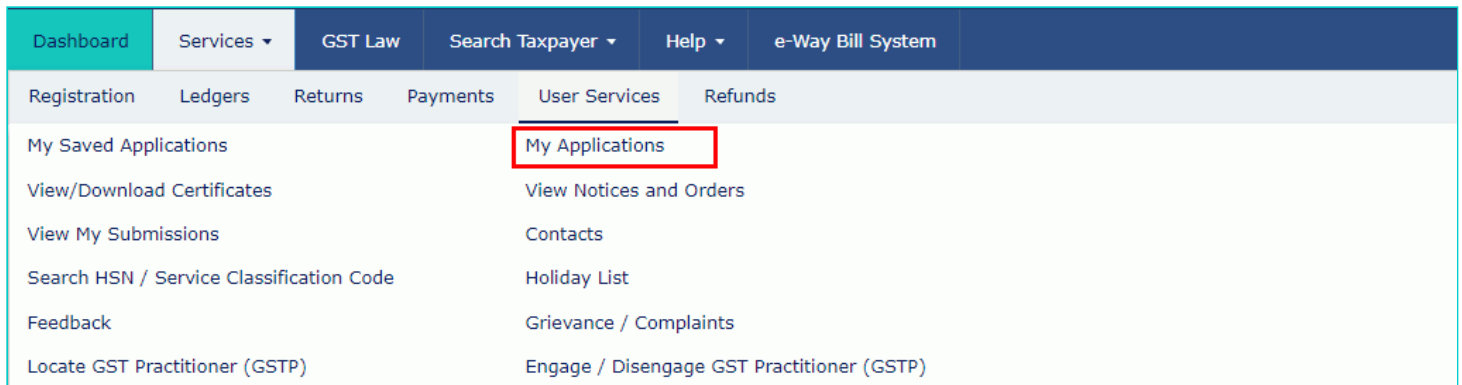 Dashboard Services GST Law Search Taxpayer Help e-Way Bill System
Registration Ledgers Returns Payments User Services Refunds
My Saved Applications My Applications
View/Download Certificates View Notices and Orders
View My Submissions Contacts
Search HSN / Service Classification Code Holiday List
Feedback Grievance / Complaints
Locate GST Practitioner (GSTP) Engage / Disengage GST Practitioner (GSTP)